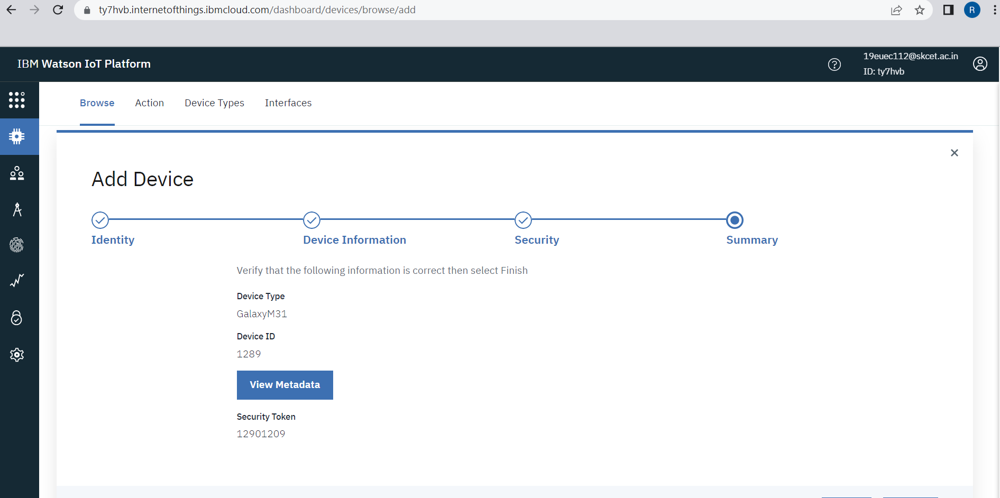 ty7hvb.internetofthings.ibmcloud.com/dashboard/devices/browse/add
R
IBM Watson IoT Platform
?
19euec112@skcet.ac.in
ID: ty7hvb
Browse Action Device Types Interfaces
Add Device
Identity Device Information Security Summary
Verify that the following information is correct then select Finish
Device Type
GalaxyM31
Device ID
1289
View Metadata
Security Token
12901209